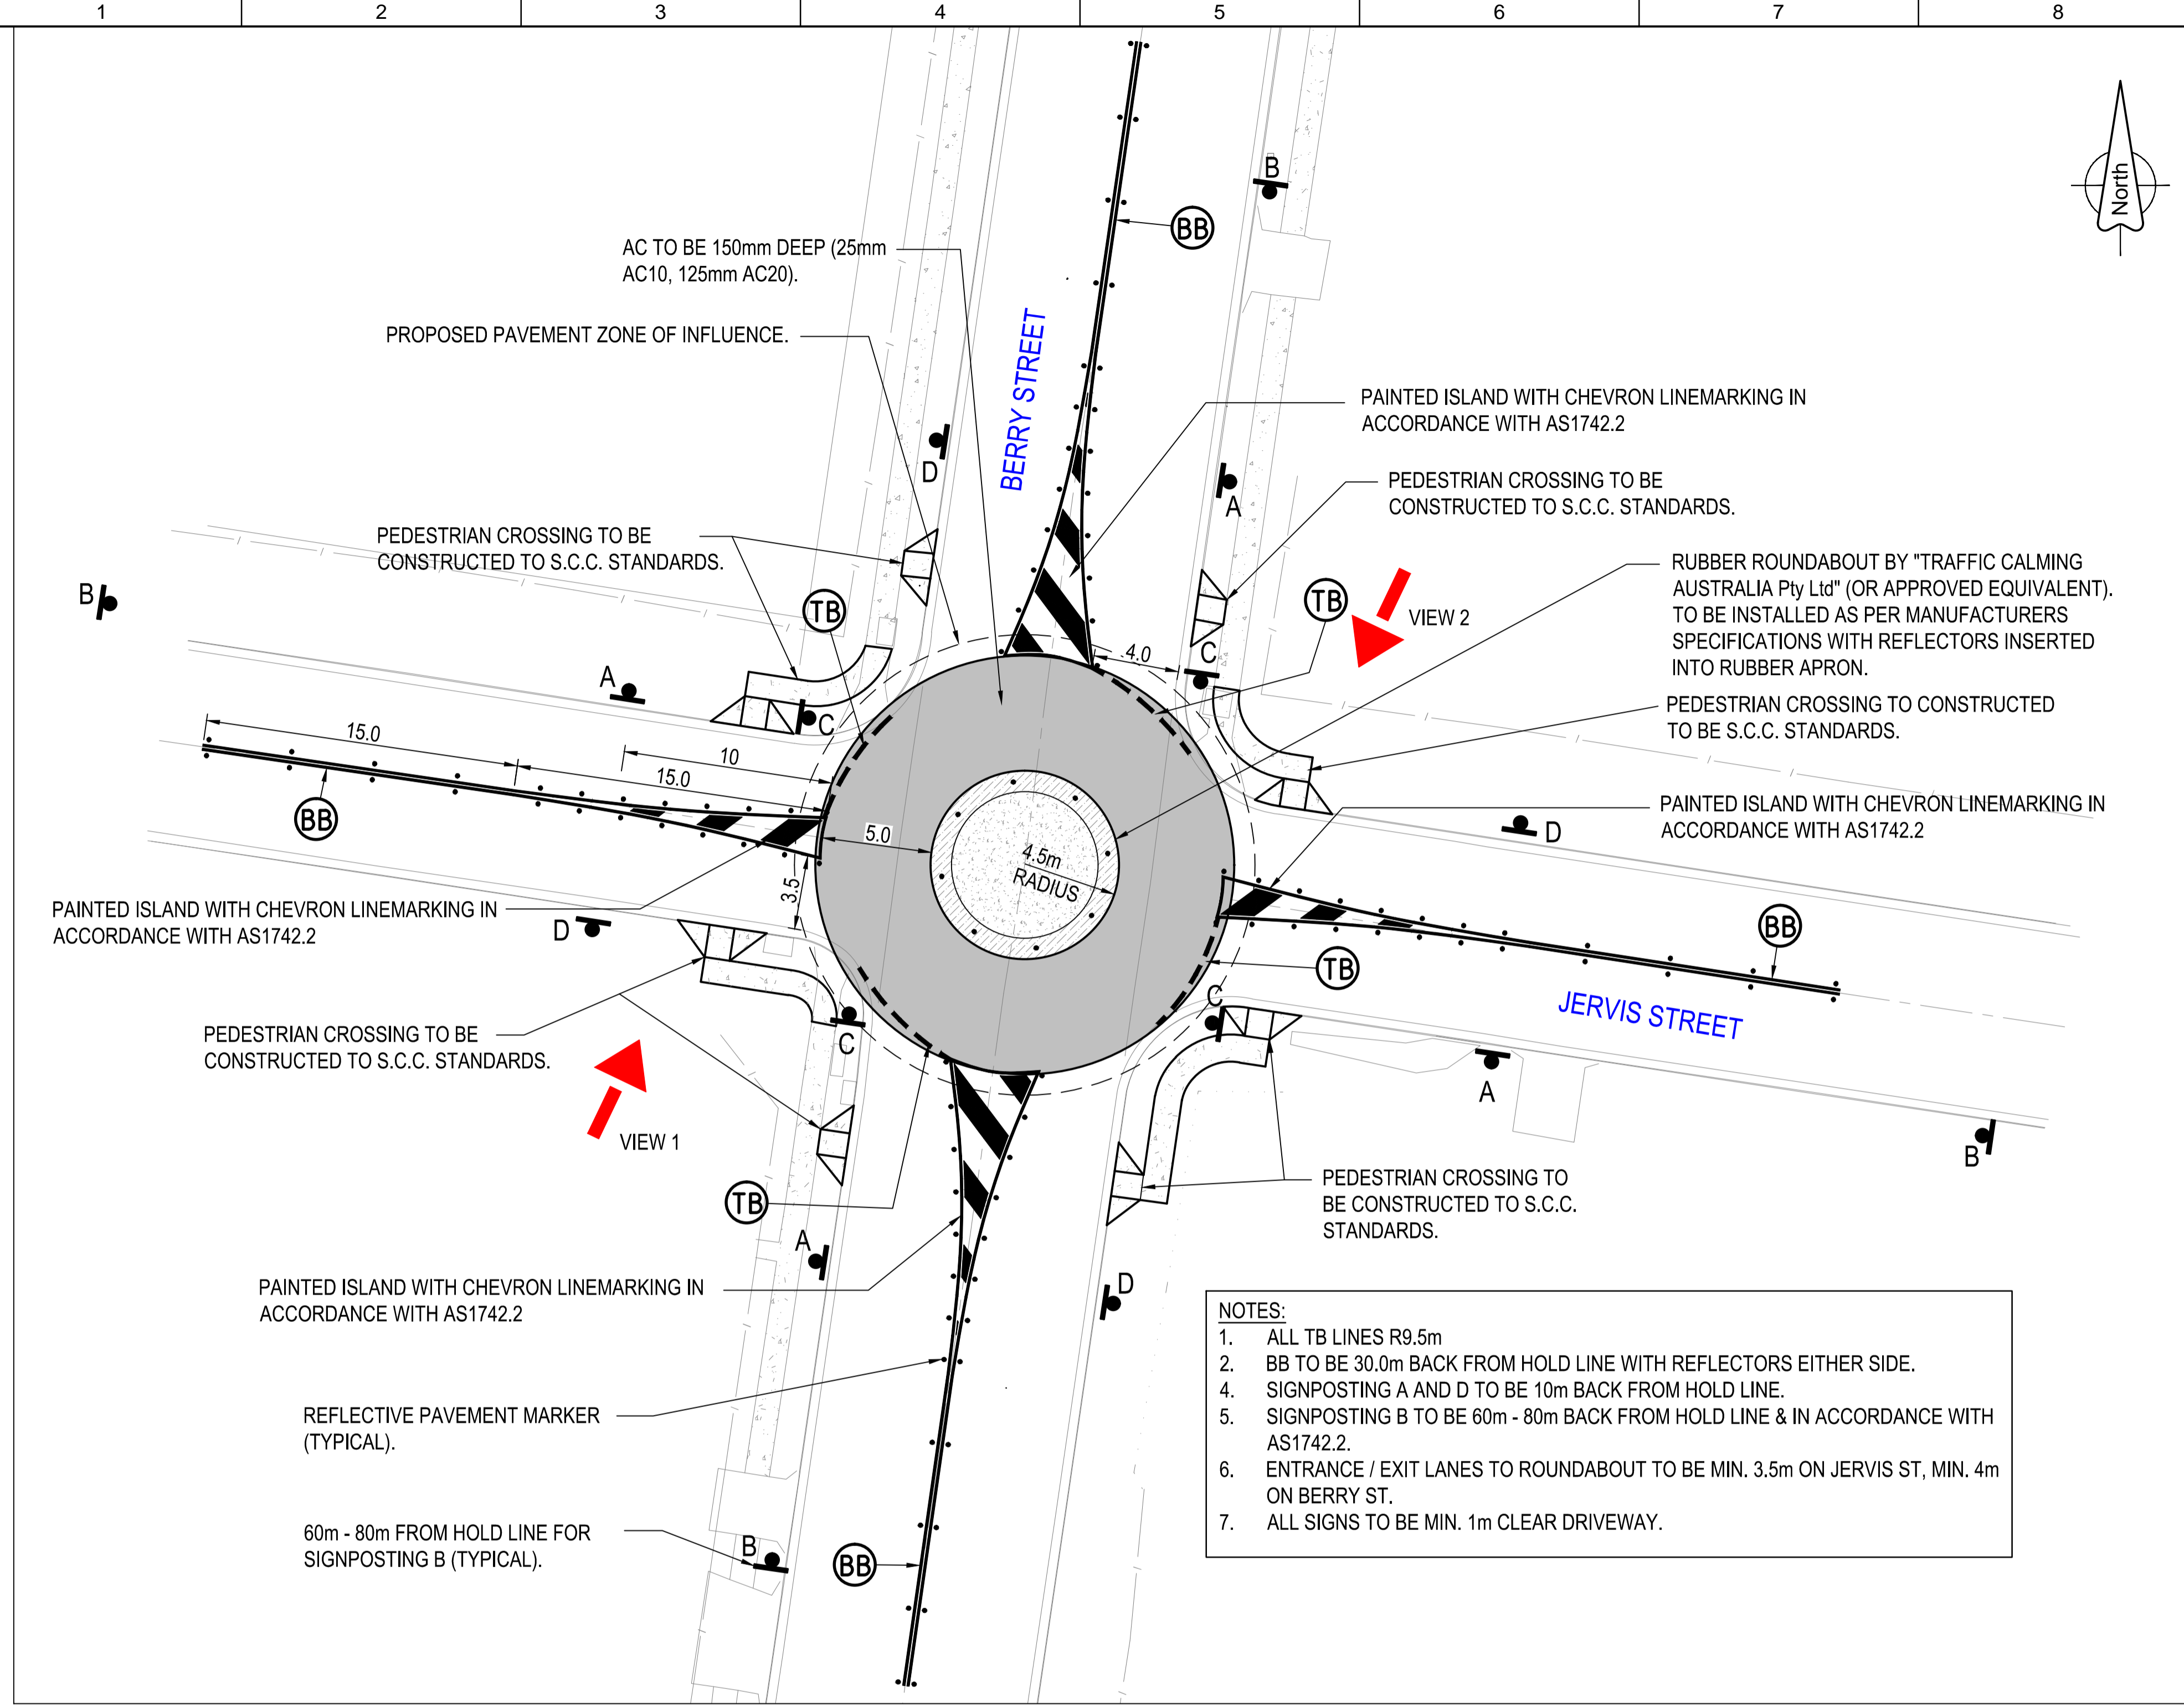 1 2 3 4 5 6 7 8
North
B
BB
AC TO BE 150mm DEEP (25mm
AC10, 125mm AC20).
PROPOSED PAVEMENT ZONE OF INFLUENCE.
BERRY STREET
PAINTED ISLAND WITH CHEVRON LINEMARKING IN
ACCORDANCE WITH AS1742.2
D
A
PEDESTRIAN CROSSING TO BE
CONSTRUCTED TO S.C.C. STANDARDS.
PEDESTRIAN CROSSING TO BE
CONSTRUCTED TO S.C.C. STANDARDS.
RUBBER ROUNDABOUT BY "TRAFFIC CALMING
AUSTRALIA Pty Ltd" (OR APPROVED EQUIVALENT).
TO BE INSTALLED AS PER MANUFACTURERS
SPECIFICATIONS WITH REFLECTORS INSERTED
INTO RUBBER APRON.
B
TB
TB
VIEW 2
4.0
C
A
C
PEDESTRIAN CROSSING TO CONSTRUCTED
TO BE S.C.C. STANDARDS.
15.0
10
15.0
BB
5.0
4.5m
RADIUS
3.5
PAINTED ISLAND WITH CHEVRON LINEMARKING IN
ACCORDANCE WITH AS1742.2
D
PAINTED ISLAND WITH CHEVRON LINEMARKING IN
ACCORDANCE WITH AS1742.2
D
BB
TB
C
JERVIS STREET
PEDESTRIAN CROSSING TO BE
CONSTRUCTED TO S.C.C. STANDARDS.
C
A
VIEW 1
B
TB
PEDESTRIAN CROSSING TO
BE CONSTRUCTED TO S.C.C.
STANDARDS.
A
PAINTED ISLAND WITH CHEVRON LINEMARKING IN
ACCORDANCE WITH AS1742.2
D
REFLECTIVE PAVEMENT MARKER
(TYPICAL).
60m - 80m FROM HOLD LINE FOR
SIGNPOSTING B (TYPICAL).
B
BB
NOTES:
1. ALL TB LINES R9.5m
2. BB TO BE 30.0m BACK FROM HOLD LINE WITH REFLECTORS EITHER SIDE.
4. SIGNPOSTING A AND D TO BE 10m BACK FROM HOLD LINE.
5. SIGNPOSTING B TO BE 60m - 80m BACK FROM HOLD LINE & IN ACCORDANCE WITH
AS1742.2.
6. ENTRANCE / EXIT LANES TO ROUNDABOUT TO BE MIN. 3.5m ON JERVIS ST, MIN. 4m
ON BERRY ST.
7. ALL SIGNS TO BE MIN. 1m CLEAR DRIVEWAY.